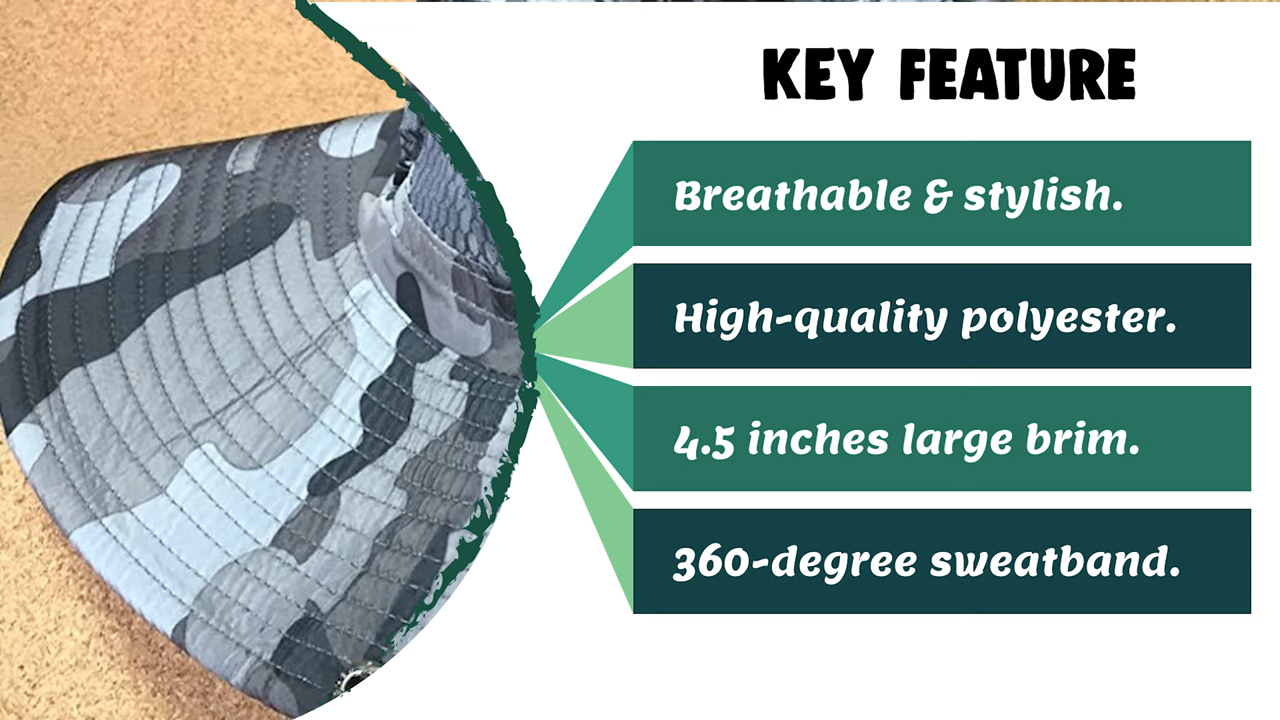 KEY FEATURE
Breathable & stylish.
High-quality polyester.
4.5 inches large brim.
360-degree sweatband.